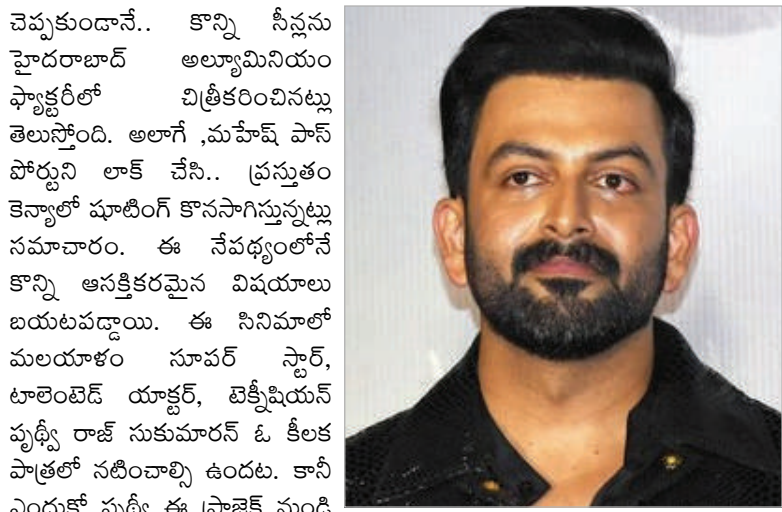 చెప్పకుండానే.. కొన్ని సీన్లను
హైదరాబాద్ అల్యూమినియం
ఫ్యాక్టరీలో చిత్రీకరించినట్లు
తెలుస్తోంది. అలాగే ,మహేష్ పాస్
పోర్టుని లాక్ చేసి.. ప్రస్తుతం
కెన్యాలో షూటింగ్ కొనసాగిస్తున్నట్లు
సమాచారం. ఈ నేపథ్యంలోనే
కొన్ని ఆసక్తికరమైన విషయాలు
బయటపడ్డాయి. ఈ సినిమాలో
మలయాళం సూపర్ స్టార్,
టాలెంటెడ్ యాక్టర్, టెక్నీషియన్
పృథ్వీ రాజ్ సుకుమారన్ ఓ కీలక
పాత్రలో నటించాల్సి ఉందట. కానీ
ఎందుకో పృథ్వీ ఈ ప్రాజెక్ట్ నుండి